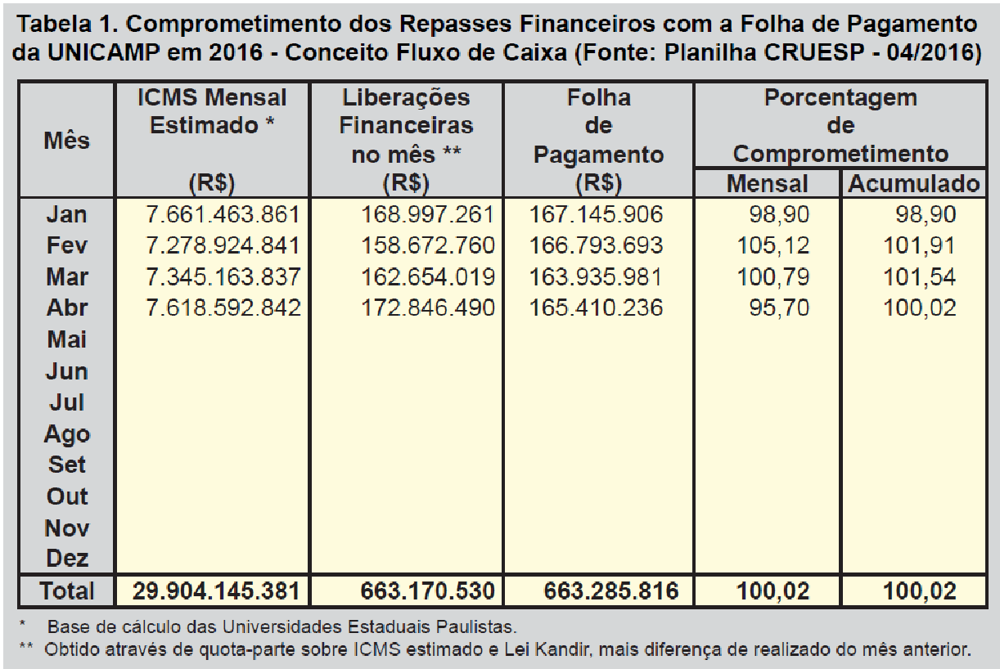 Tabela 1. Comprometimento dos Repasses Financeiros com a Folha de Pagamento
da UNICAMP em 2016 - Conceito Fluxo de Caixa (Fonte: Planilha CRUESP - 04/2016)
Mês
ICMS Mensal
Estimado *
(R$)
Liberações
Financeiras
no mês **
(R$)
Folha
de
Pagamento
(R$)
Porcentagem
de
Comprometimento
Mensal Acumulado
Jan 7.661.463.861 168.997.261 167.145.906 98,90 98,90
Fev 7.278.924.841 158.672.760 166.793.693 105,12 101,91
Mar 7.345.163.837 162.654.019 163.935.981 100,79 101,54
Abr 7.618.592.842 172.846.490 165.410.236 95,70 100,02
Mai
Jun
Jul
Ago
Set
Out
Nov
Dez
Total 29.904.145.381 663.170.530 663.285.816 100,02 100,02
* Base de cálculo das Universidades Estaduais Paulistas.
** Obtido através de quota-parte sobre ICMS estimado e Lei Kandir, mais diferença de realizado do mês anterior.